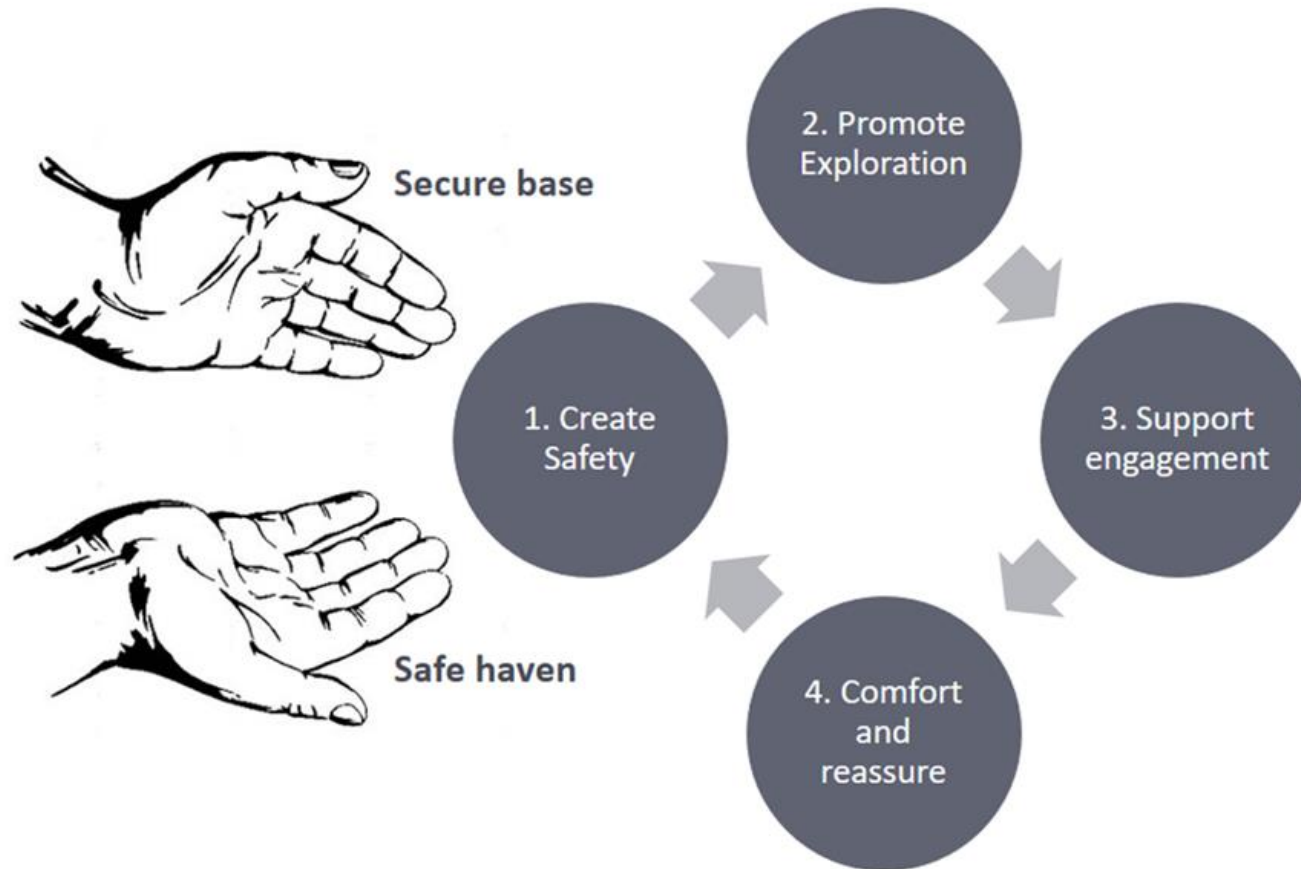 Secure base
2. Promote
Exploration
1. Create
Safety
3. Support
engagement
Safe haven
4. Comfort
and
reassure